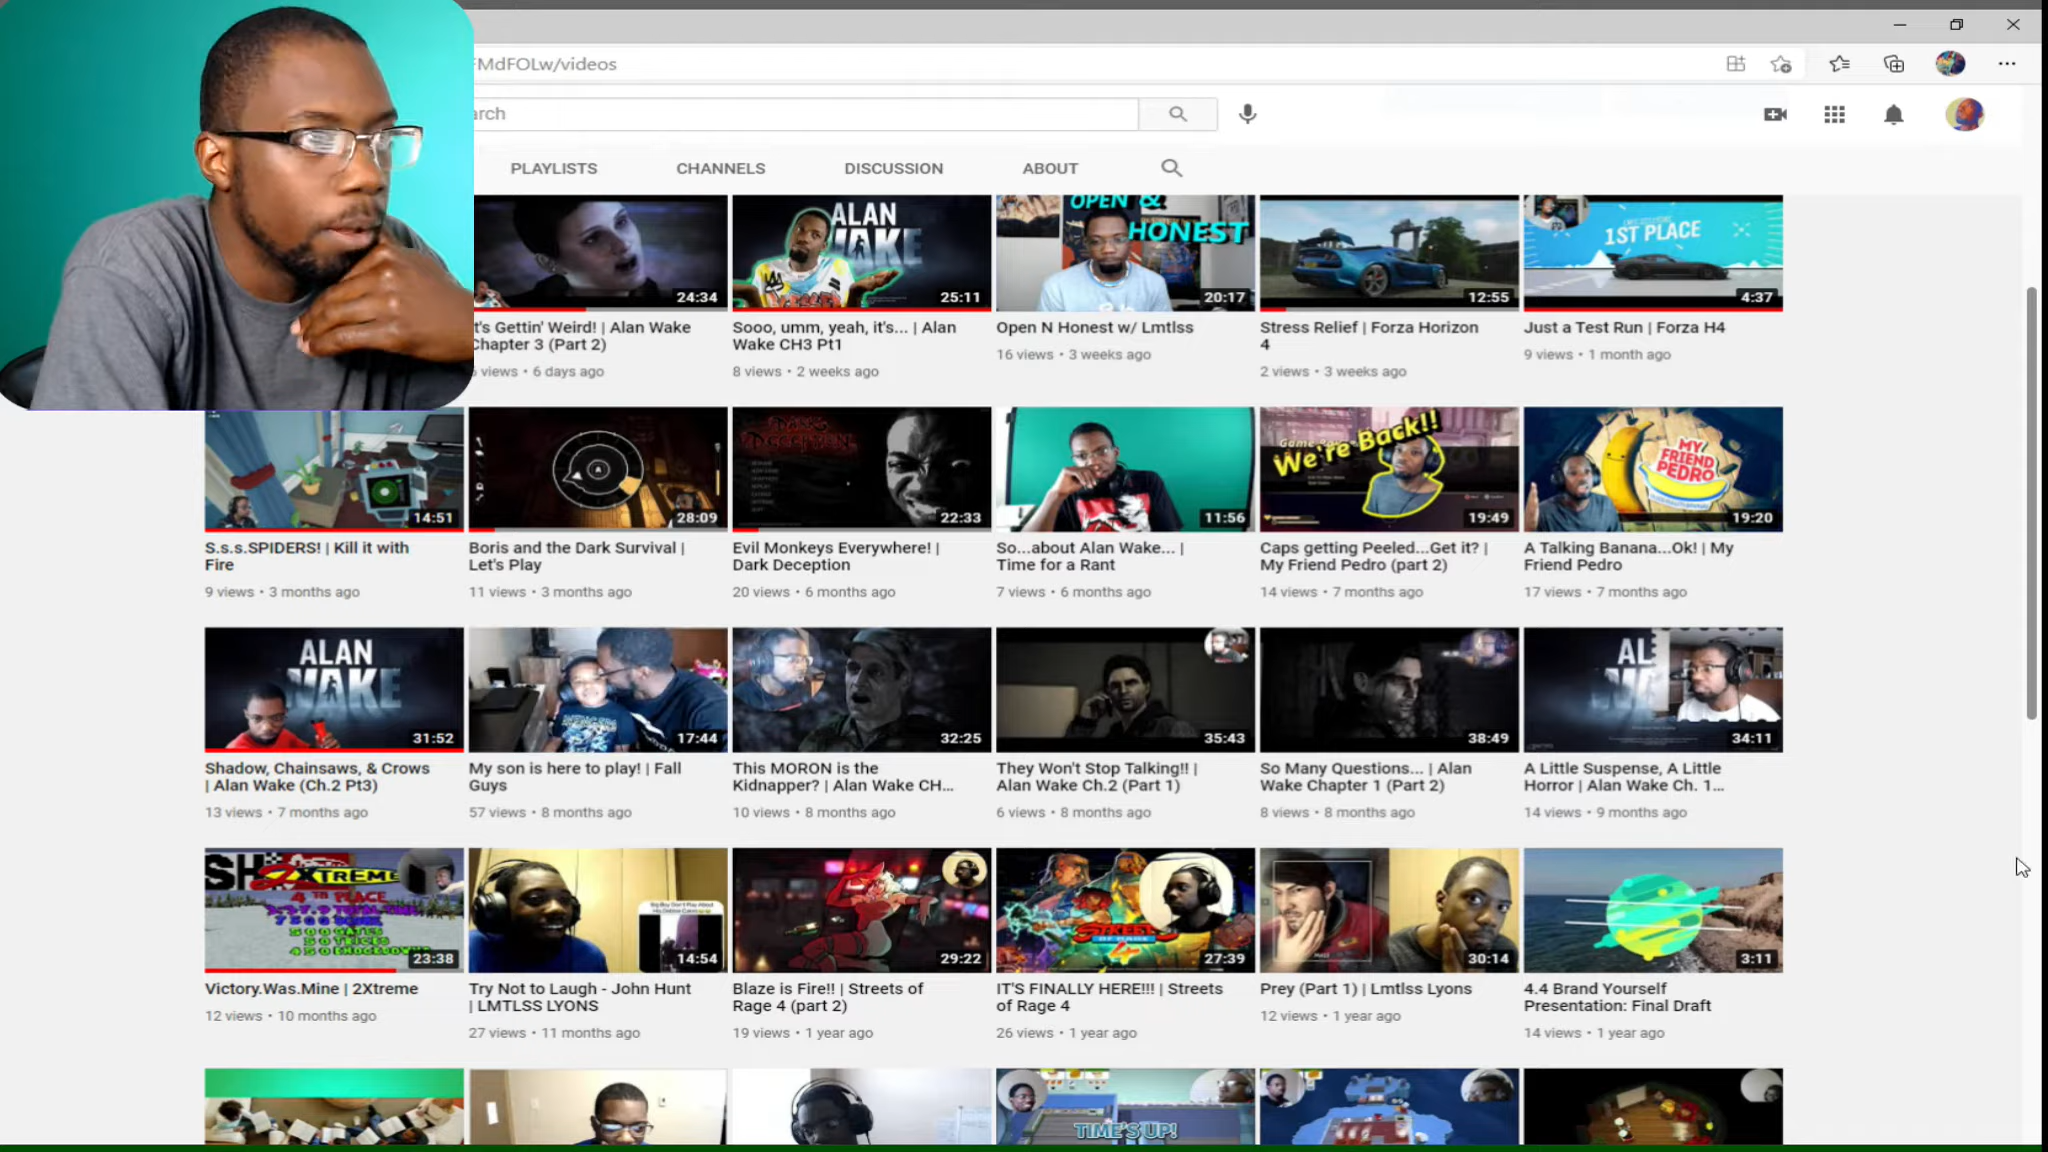 MdFOLw/videos
rch
PLAYLISTS CHANNELS DISCUSSION ABOUT
24:34
ALAN
WAKE
25:11
OPEN &
HONEST
20:17
12:55
1ST PLACE
4:37
t's Gettin' Weird! | Alan Wake
Chapter 3 (Part 2)
views • 6 days ago
Sooo, umm, yeah, it's... | Alan
Wake CH3 Pt1
8 views • 2 weeks ago
Open N Honest w/ Lmtlss
16 views • 3 weeks ago
Stress Relief | Forza Horizon
4
2 views • 3 weeks ago
Just a Test Run | Forza H4
9 views • 1 month ago
14:51
28:09
DARK
DECEPTION
22:33
11:56
We're Back!!
19:49
MY
FRIEND
PEDRO
19:20
S.s.s.SPIDERS! | Kill it with
Fire
9 views • 3 months ago
Boris and the Dark Survival |
Let's Play
11 views • 3 months ago
Evil Monkeys Everywhere! |
Dark Deception
20 views • 6 months ago
So...about Alan Wake... |
Time for a Rant
7 views • 6 months ago
Caps getting Peeled...Get it? |
My Friend Pedro (part 2)
14 views • 7 months ago
A Talking Banana...Ok! | My
Friend Pedro
17 views • 7 months ago
ALAN
WAKE
31:52
17:44
32:25
35:43
38:49
AL
34:11
Shadow, Chainsaws, & Crows
| Alan Wake (Ch.2 Pt3)
13 views • 7 months ago
My son is here to play! | Fall
Guys
57 views • 8 months ago
This MORON is the
Kidnapper? | Alan Wake CH...
10 views • 8 months ago
They Won't Stop Talking!! |
Alan Wake Ch.2 (Part 1)
6 views • 8 months ago
So Many Questions... | Alan
Wake Chapter 1 (Part 2)
8 views • 8 months ago
A Little Suspense, A Little
Horror | Alan Wake Ch. 1...
14 views • 9 months ago
2XTREME
4TH PLACE
23:38
14:54
29:22
STREETS
OF RAGE
4
27:39
30:14
3:11
Victory.Was.Mine | 2Xtreme
12 views • 10 months ago
Try Not to Laugh - John Hunt
| LMTLSS LYONS
27 views • 11 months ago
Blaze is Fire!! | Streets of
Rage 4 (part 2)
19 views • 1 year ago
IT'S FINALLY HERE!!! | Streets
of Rage 4
26 views • 1 year ago
Prey (Part 1) | Lmtlss Lyons
12 views • 1 year ago
4.4 Brand Yourself
Presentation: Final Draft
14 views • 1 year ago
TIME'S UP!